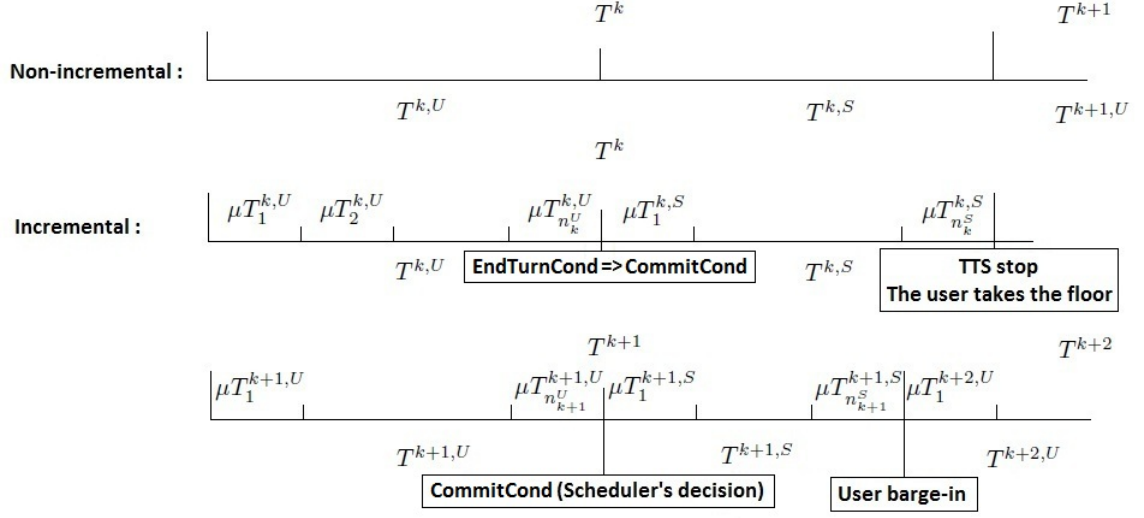 T^k T^{k+1}
Non-incremental :
T^{k,U} T^{k,S} T^{k+1,U}
T^k
μT_1^{k,U} μT_2^{k,U} μT_{n_k^U}^{k,U} μT_1^{k,S} μT_{n_k^S}^{k,S}
Incremental :
T^{k,U} EndTurnCond => CommitCond T^{k,S} TTS stop
The user takes the floor
T^{k+1} T^{k+2}
μT_1^{k+1,U} μT_{n_{k+1}^U}^{k+1,U} μT_1^{k+1,S} μT_{n_{k+1}^S}^{k+1,S} μT_1^{k+2,U}
T^{k+1,U} T^{k+1,S} T^{k+2,U}
CommitCond (Scheduler's decision) User barge-in